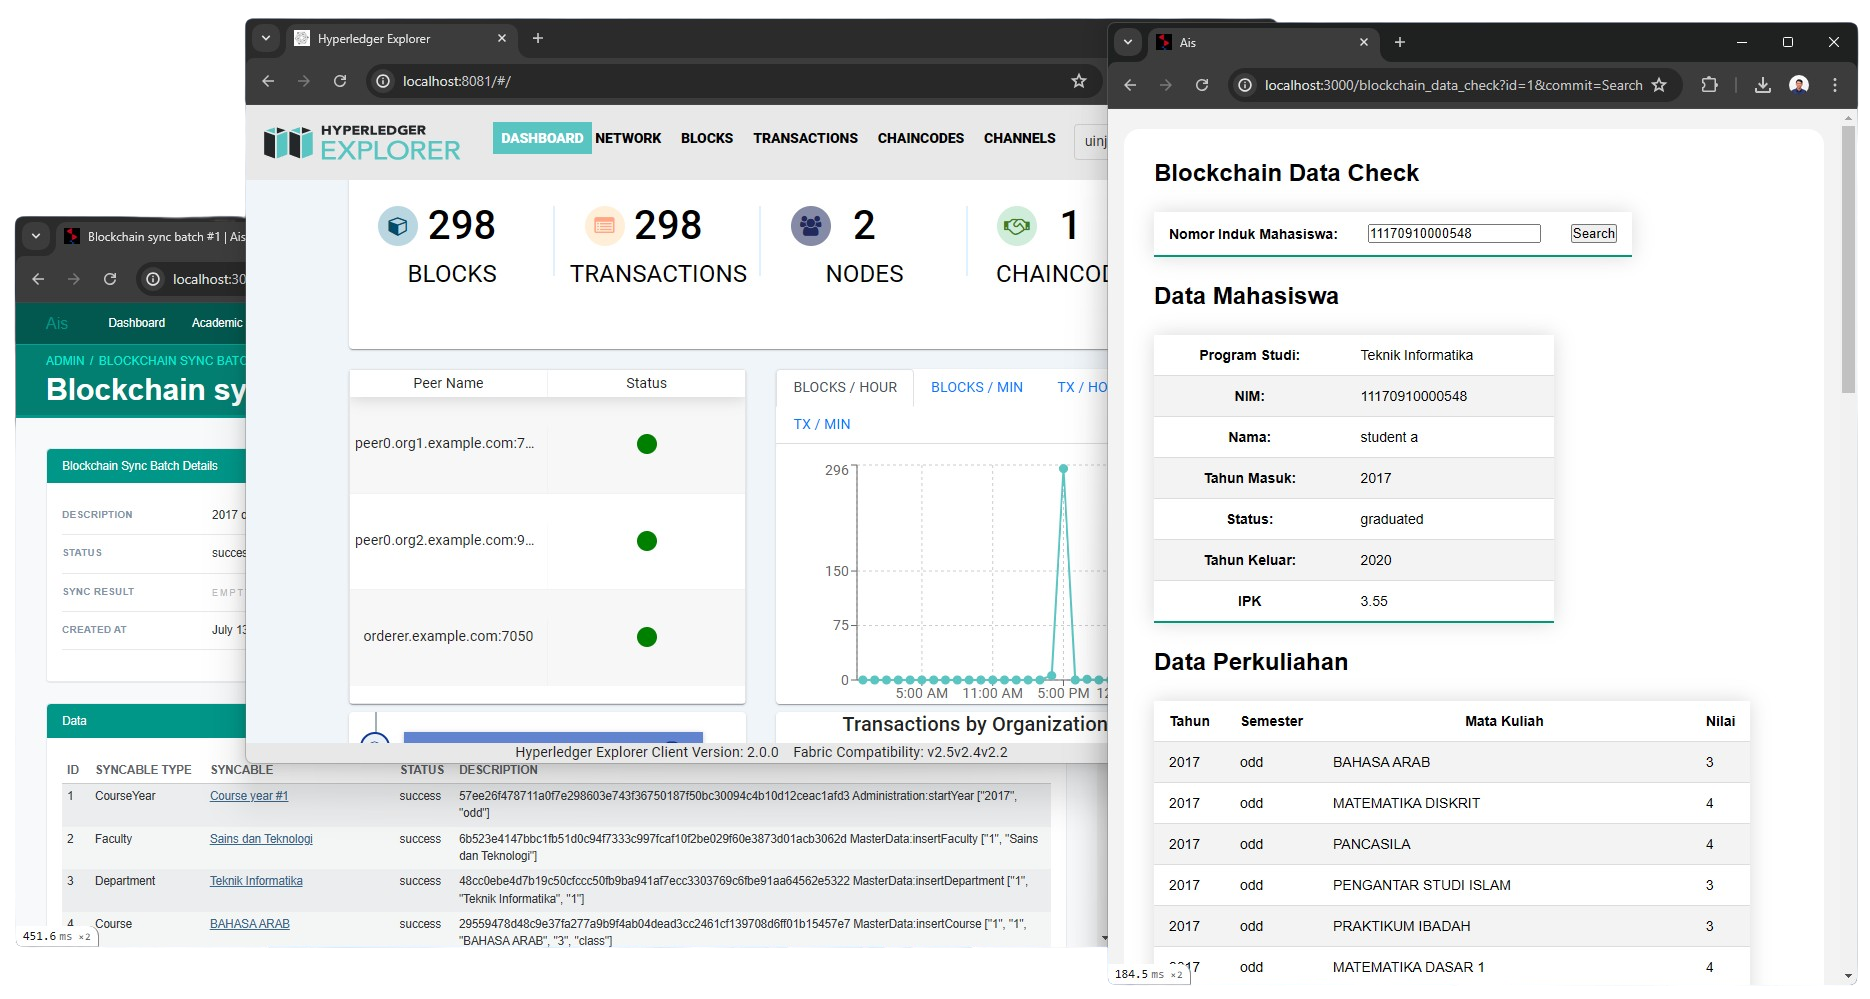 Blockchain sync batch #1 | Ais
localhost:30
Ais Dashboard Academic
ADMIN / BLOCKCHAIN SYNC BATC
Blockchain sy
Blockchain Sync Batch Details
DESCRIPTION 2017
STATUS succes
SYNC RESULT EMPT
CREATED AT July 13
Data
ID SYNCABLE TYPE SYNCABLE STATUS DESCRIPTION
1 CourseYear Course year #1 success 57ee26f478711a0f7e298603e743f36750187f50bc30094c4b10d12ceac1afd3 Administration:startYear ["2017",
"odd"]
2 Faculty Sains dan Teknologi success 6b523e4147bbc1fb51d0c94f7333c997fcaf10f2be029f60e3873d01acb3062d MasterData:insertFaculty ["1", "Sains
dan Teknologi"]
3 Department Teknik Informatika success 48cc0ebe4d7b19c50cfccc50fb9ba941af7ecc3303769c6fbe91aa64562e5322 MasterData:insertDepartment ["1",
"Teknik Informatika", "1"]
4 Course BAHASA ARAB success 29559478d48c9e37fa277a9b9f4ab04dead3cc2461cf139708d6ff01b15457e7 MasterData:insertCourse ["1", "1",
"BAHASA ARAB", "3", "class"]
451.6 ms ×2
Hyperledger Explorer
localhost:8081/#/
HYPERLEDGER
EXPLORER
DASHBOARD NETWORK BLOCKS TRANSACTIONS CHAINCODES CHANNELS uinj
298 298 2 1
BLOCKS TRANSACTIONS NODES CHAINCOD
Peer Name Status
peer0.org1.example.com:7...
peer0.org2.example.com:9...
orderer.example.com:7050
BLOCKS / HOUR BLOCKS / MIN TX / HO
TX / MIN
296
150
75
0
5:00 AM 11:00 AM 5:00 PM 12
Transactions by Organization
Hyperledger Explorer Client Version: 2.0.0 Fabric Compatibility: v2.5v2.4v2.2
Ais
localhost:3000/blockchain_data_check?id=1&commit=Search
Blockchain Data Check
Nomor Induk Mahasiswa: 11170910000548 Search
Data Mahasiswa
Program Studi: Teknik Informatika
NIM: 11170910000548
Nama: student a
Tahun Masuk: 2017
Status: graduated
Tahun Keluar: 2020
IPK 3.55
Data Perkuliahan
Tahun Semester Mata Kuliah Nilai
2017 odd BAHASA ARAB 3
2017 odd MATEMATIKA DISKRIT 4
2017 odd PANCASILA 4
2017 odd PENGANTAR STUDI ISLAM 3
2017 odd PRAKTIKUM IBADAH 3
2017 odd MATEMATIKA DASAR 1 4
184.5 ms ×2